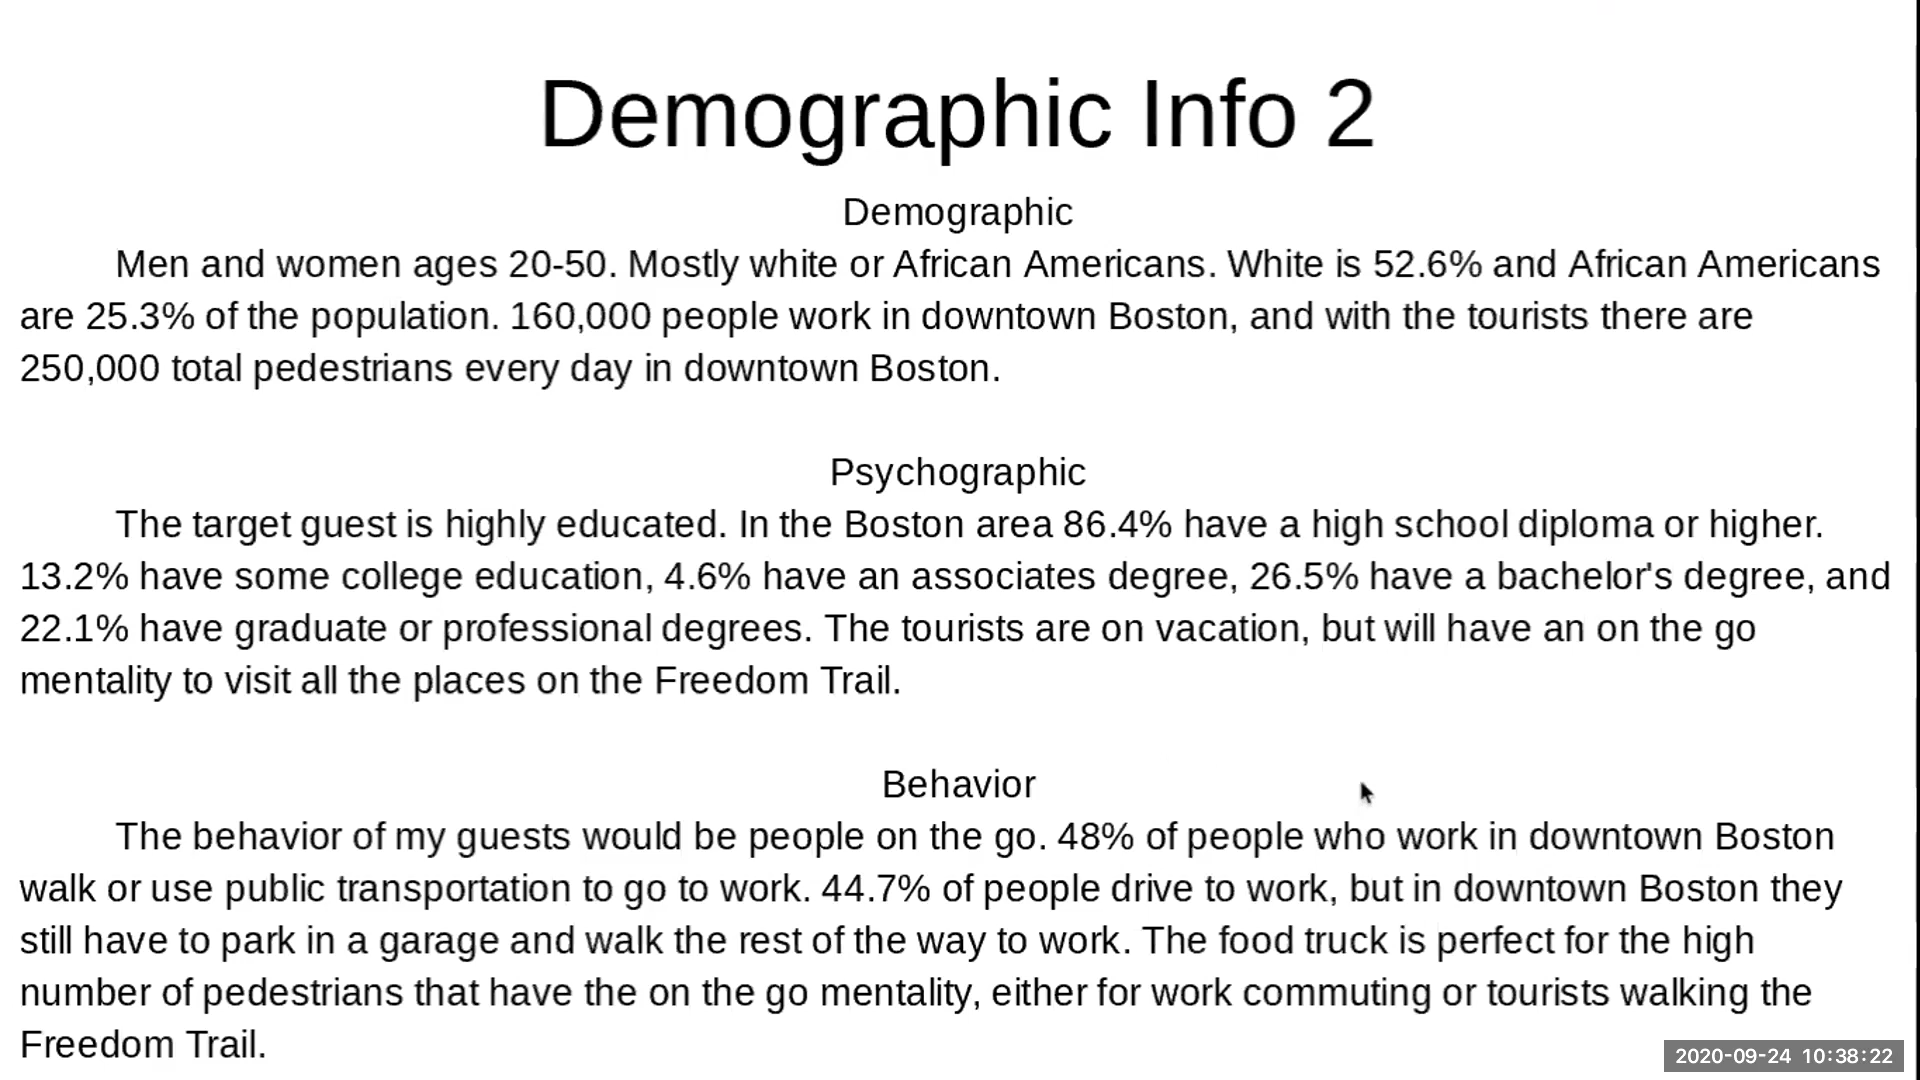 Demographic Info 2
Demographic
Men and women ages 20-50. Mostly white or African Americans. White is 52.6% and African Americans
are 25.3% of the population. 160,000 people work in downtown Boston, and with the tourists there are
250,000 total pedestrians every day in downtown Boston.
Psychographic
The target guest is highly educated. In the Boston area 86.4% have a high school diploma or higher.
13.2% have some college education, 4.6% have an associates degree, 26.5% have a bachelor's degree, and
22.1% have graduate or professional degrees. The tourists are on vacation, but will have an on the go
mentality to visit all the places on the Freedom Trail.
Behavior
The behavior of my guests would be people on the go. 48% of people who work in downtown Boston
walk or use public transportation to go to work. 44.7% of people drive to work, but in downtown Boston they
still have to park in a garage and walk the rest of the way to work. The food truck is perfect for the high
number of pedestrians that have the on the go mentality, either for work commuting or tourists walking the
Freedom Trail.
2020-09-24 10:38:22